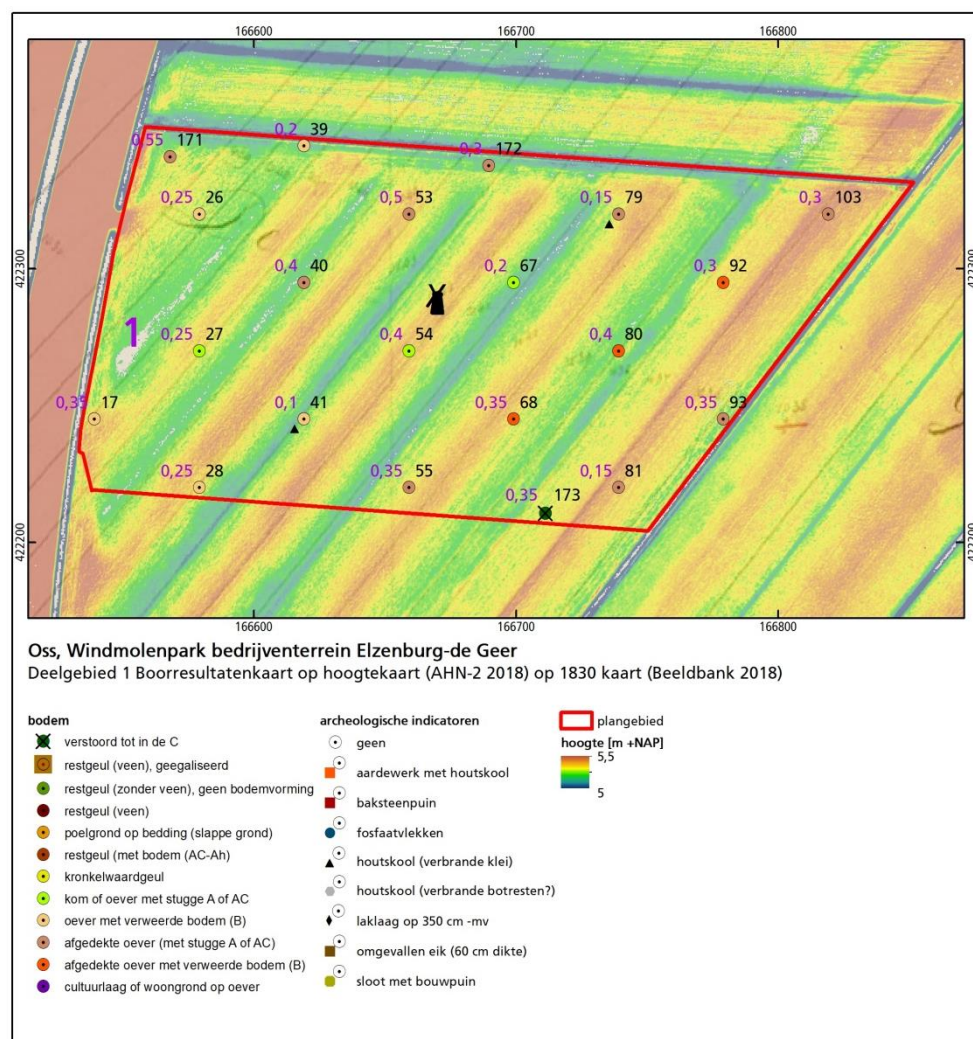 166600 166700 166800
0,2 39
0,55 171
0,3 172
0,25 26
0,5 53
0,15 79
0,3 103
422300
422300
0,4 40
0,2 67
0,3 92
1
0,25 27
0,4 54
0,4 80
0,35 17
0,1 41
0,35 68
0,35 93
0,25 28
0,35 55
0,15 81
0,35 173
422200
422200
166600 166700 166800
Oss, Windmolenpark bedrijventerrein Elzenburg-de Geer
Deelgebied 1 Boorresultatenkaart op hoogtekaart (AHN-2 2018) op 1830 kaart (Beeldbank 2018)
bodem
verstoord tot in de C
restgeul (veen), geegaliseerd
restgeul (zonder veen), geen bodemvorming
restgeul (veen)
poelgrond op bedding (slappe grond)
restgeul (met bodem (AC-Ah)
kronkelwaardgeul
kom of oever met stugge A of AC
oever met verweerde bodem (B)
afgedekte oever (met stugge A of AC)
afgedekte oever met verweerde bodem (B)
cultuurlaag of woongrond op oever
archeologische indicatoren
geen
aardewerk met houtskool
baksteenpuin
fosfaatvlekken
houtskool (verbrande klei)
houtskool (verbrande botresten?)
laklaag op 350 cm -mv
omgevallen eik (60 cm dikte)
sloot met bouwpuin
plangebied
hoogte [m +NAP]
5,5
5